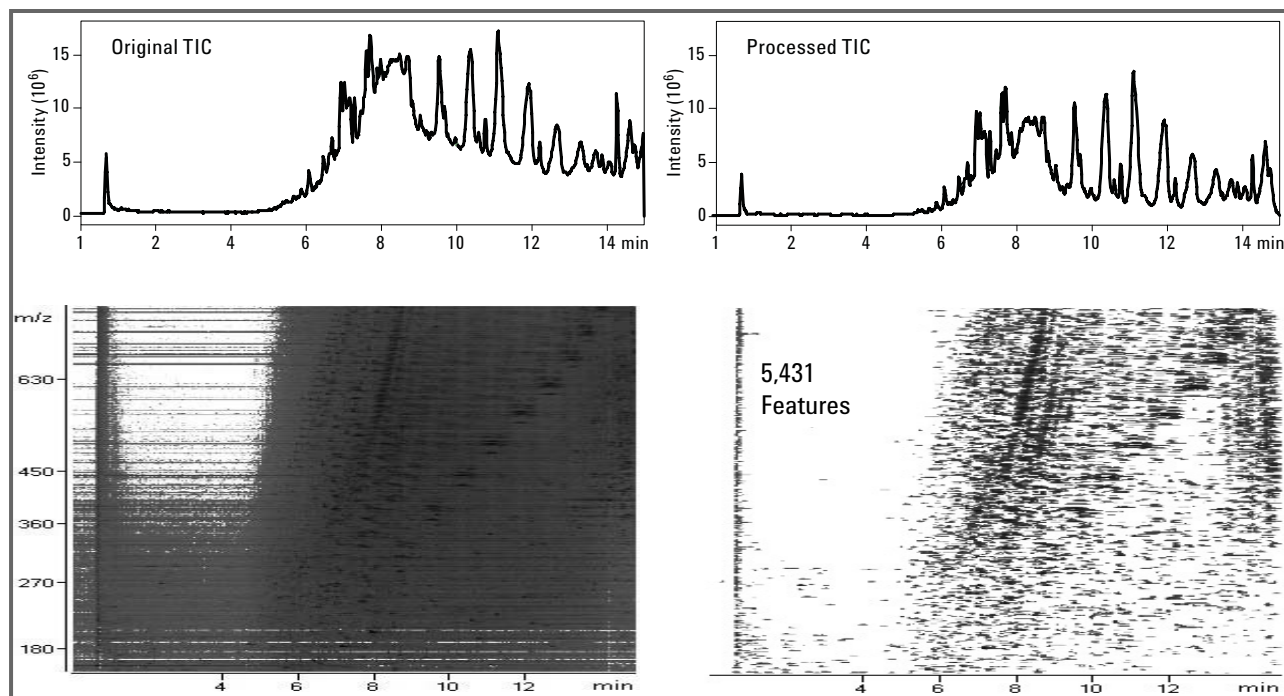 Original TIC
Intensity (10⁶)
15
10
5
0
1 2 4 6 8 10 12 14 min
Processed TIC
Intensity (10⁶)
15
10
5
0
1 2 4 6 8 10 12 14 min
m/z
630
450
360
270
180
4 6 8 10 12 min
5,431
Features
4 6 8 10 12 min